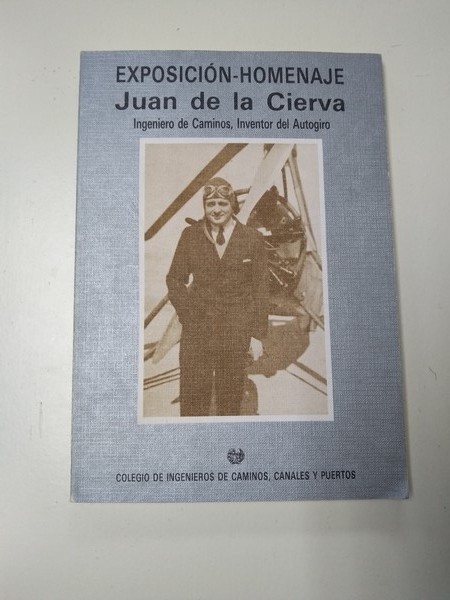 EXPOSICIÓN-HOMENAJE
Juan de la Cierva
Ingeniero de Caminos, Inventor del Autogiro
COLEGIO DE INGENIEROS DE CAMINOS, CANALES Y PUERTOS